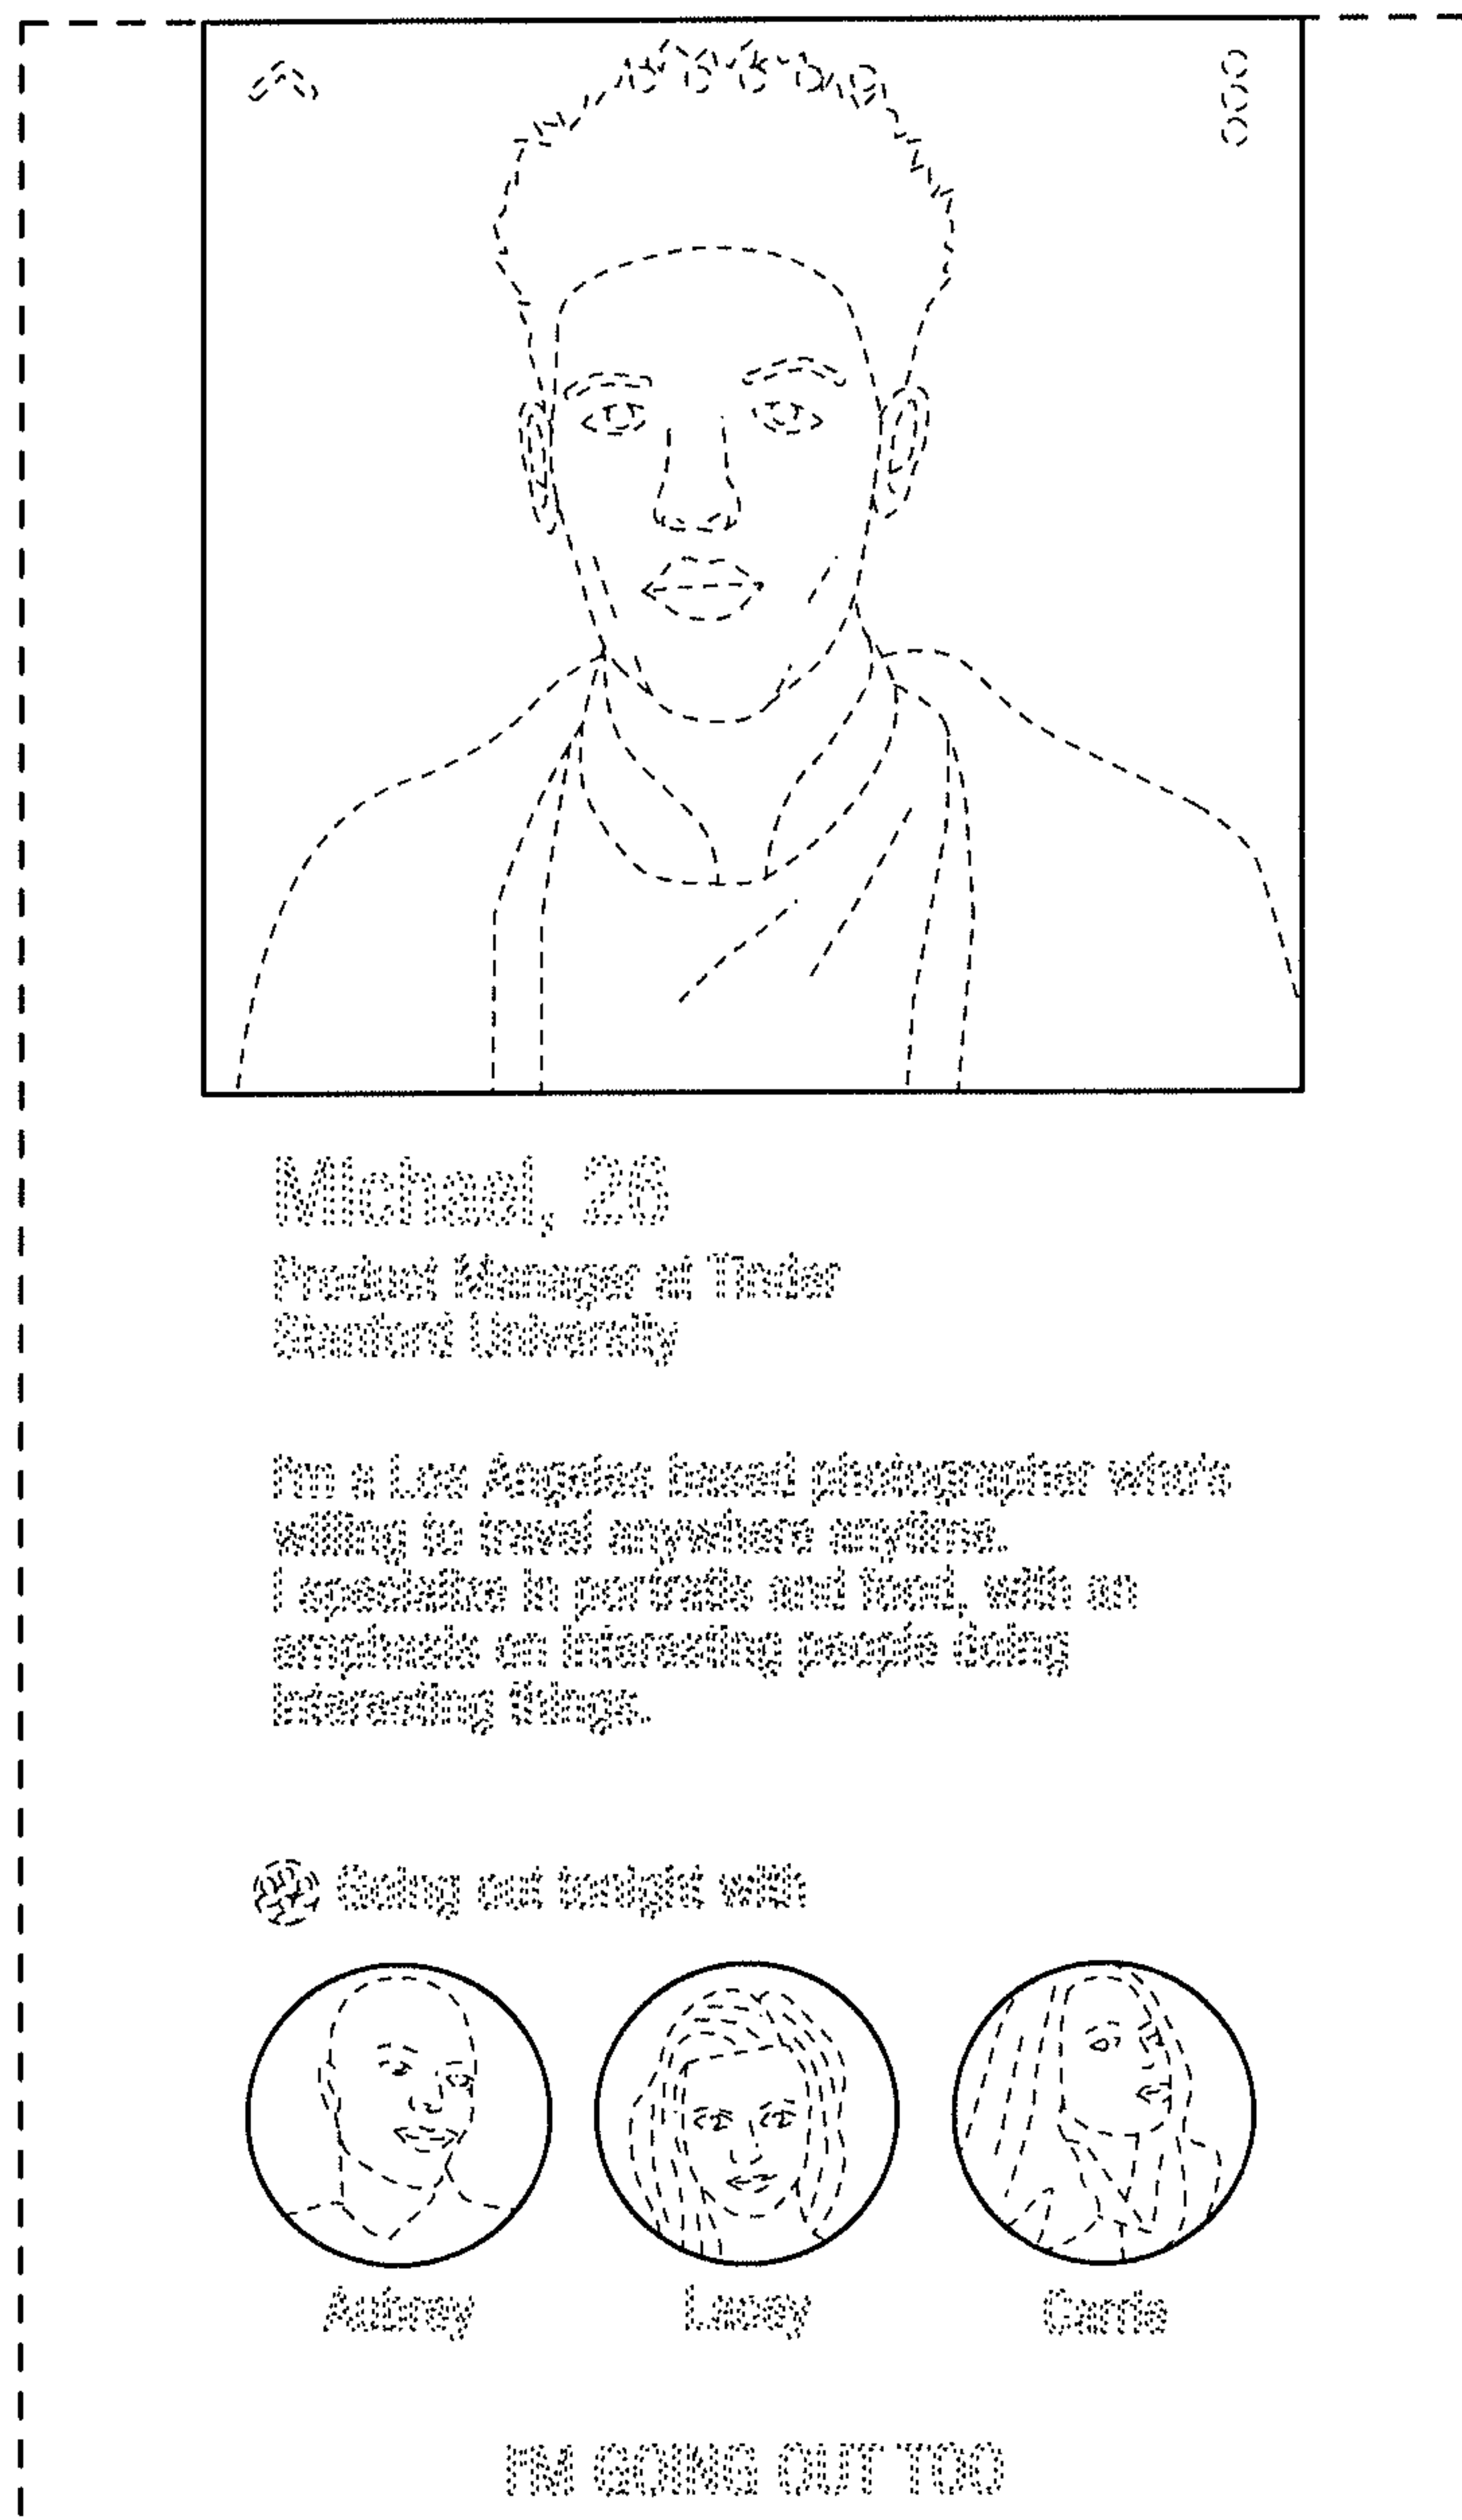 Michael, 26
Product Manager at Tinder
Stanford University
I'm a Los Angeles based photographer who's
willing to travel anywhere anytime.
I specialize in portraits and food, with an
emphasis on interesting people doing
interesting things.
Going out tonight with
Aubrey Lacey Carrie
I'M GOING OUT TOO